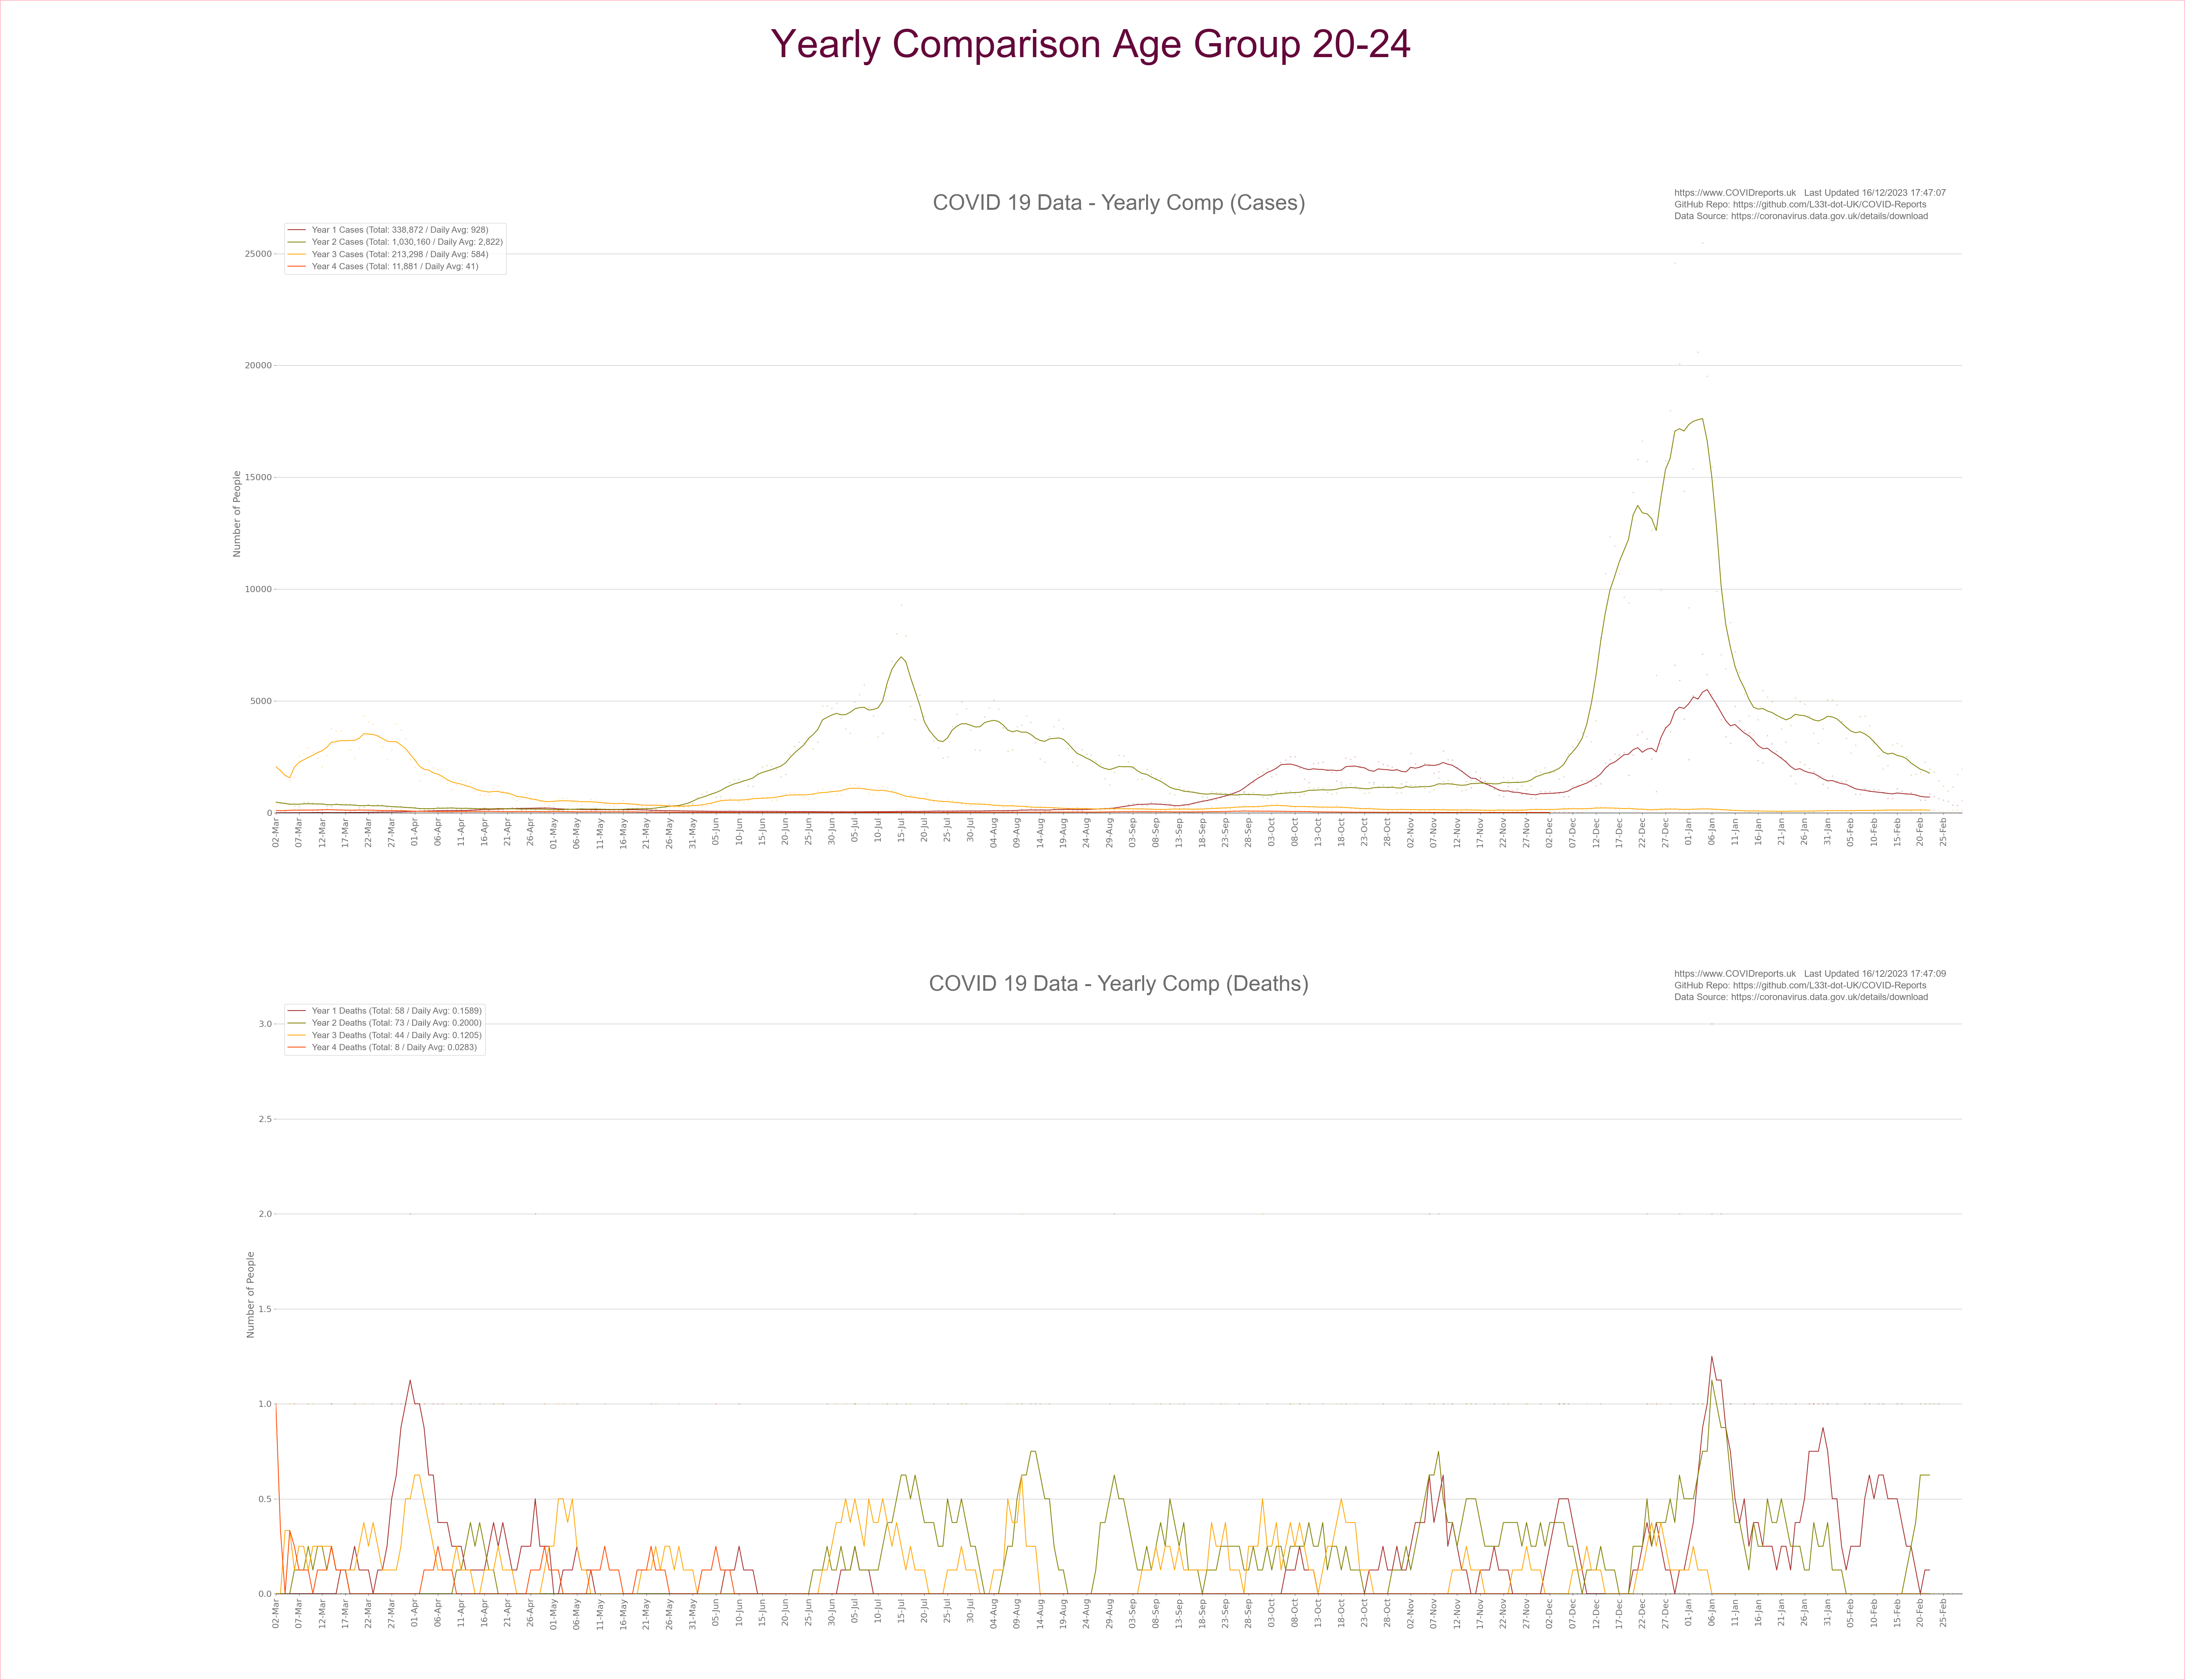 Yearly Comparison Age Group 20-24
COVID 19 Data - Yearly Comp (Cases)
https://www.COVIDreports.uk Last Updated 16/12/2023 17:47:07
GitHub Repo: https://github.com/L33t-dot-UK/COVID-Reports
Data Source: https://coronavirus.data.gov.uk/details/download
Year 1 Cases (Total: 338,872 / Daily Avg: 928)
Year 2 Cases (Total: 1,030,160 / Daily Avg: 2,822)
Year 3 Cases (Total: 213,298 / Daily Avg: 584)
Year 4 Cases (Total: 11,881 / Daily Avg: 41)
25000
20000
15000
10000
5000
0
Number of People
02-Mar 07-Mar 12-Mar 17-Mar 22-Mar 27-Mar 01-Apr 06-Apr 11-Apr 16-Apr 21-Apr 26-Apr 01-May 06-May 11-May 16-May 21-May 26-May 31-May 05-Jun 10-Jun 15-Jun 20-Jun 25-Jun 30-Jun 05-Jul 10-Jul 15-Jul 20-Jul 25-Jul 30-Jul 04-Aug 09-Aug 14-Aug 19-Aug 24-Aug 29-Aug 03-Sep 08-Sep 13-Sep 18-Sep 23-Sep 28-Sep 03-Oct 08-Oct 13-Oct 18-Oct 23-Oct 28-Oct 02-Nov 07-Nov 12-Nov 17-Nov 22-Nov 27-Nov 02-Dec 07-Dec 12-Dec 17-Dec 22-Dec 27-Dec 01-Jan 06-Jan 11-Jan 16-Jan 21-Jan 26-Jan 31-Jan 05-Feb 10-Feb 15-Feb 20-Feb 25-Feb
COVID 19 Data - Yearly Comp (Deaths)
https://www.COVIDreports.uk Last Updated 16/12/2023 17:47:09
GitHub Repo: https://github.com/L33t-dot-UK/COVID-Reports
Data Source: https://coronavirus.data.gov.uk/details/download
Year 1 Deaths (Total: 58 / Daily Avg: 0.1589)
Year 2 Deaths (Total: 73 / Daily Avg: 0.2000)
Year 3 Deaths (Total: 44 / Daily Avg: 0.1205)
Year 4 Deaths (Total: 8 / Daily Avg: 0.0283)
3.0
2.5
2.0
1.5
1.0
0.5
0.0
Number of People
02-Mar 07-Mar 12-Mar 17-Mar 22-Mar 27-Mar 01-Apr 06-Apr 11-Apr 16-Apr 21-Apr 26-Apr 01-May 06-May 11-May 16-May 21-May 26-May 31-May 05-Jun 10-Jun 15-Jun 20-Jun 25-Jun 30-Jun 05-Jul 10-Jul 15-Jul 20-Jul 25-Jul 30-Jul 04-Aug 09-Aug 14-Aug 19-Aug 24-Aug 29-Aug 03-Sep 08-Sep 13-Sep 18-Sep 23-Sep 28-Sep 03-Oct 08-Oct 13-Oct 18-Oct 23-Oct 28-Oct 02-Nov 07-Nov 12-Nov 17-Nov 22-Nov 27-Nov 02-Dec 07-Dec 12-Dec 17-Dec 22-Dec 27-Dec 01-Jan 06-Jan 11-Jan 16-Jan 21-Jan 26-Jan 31-Jan 05-Feb 10-Feb 15-Feb 20-Feb 25-Feb